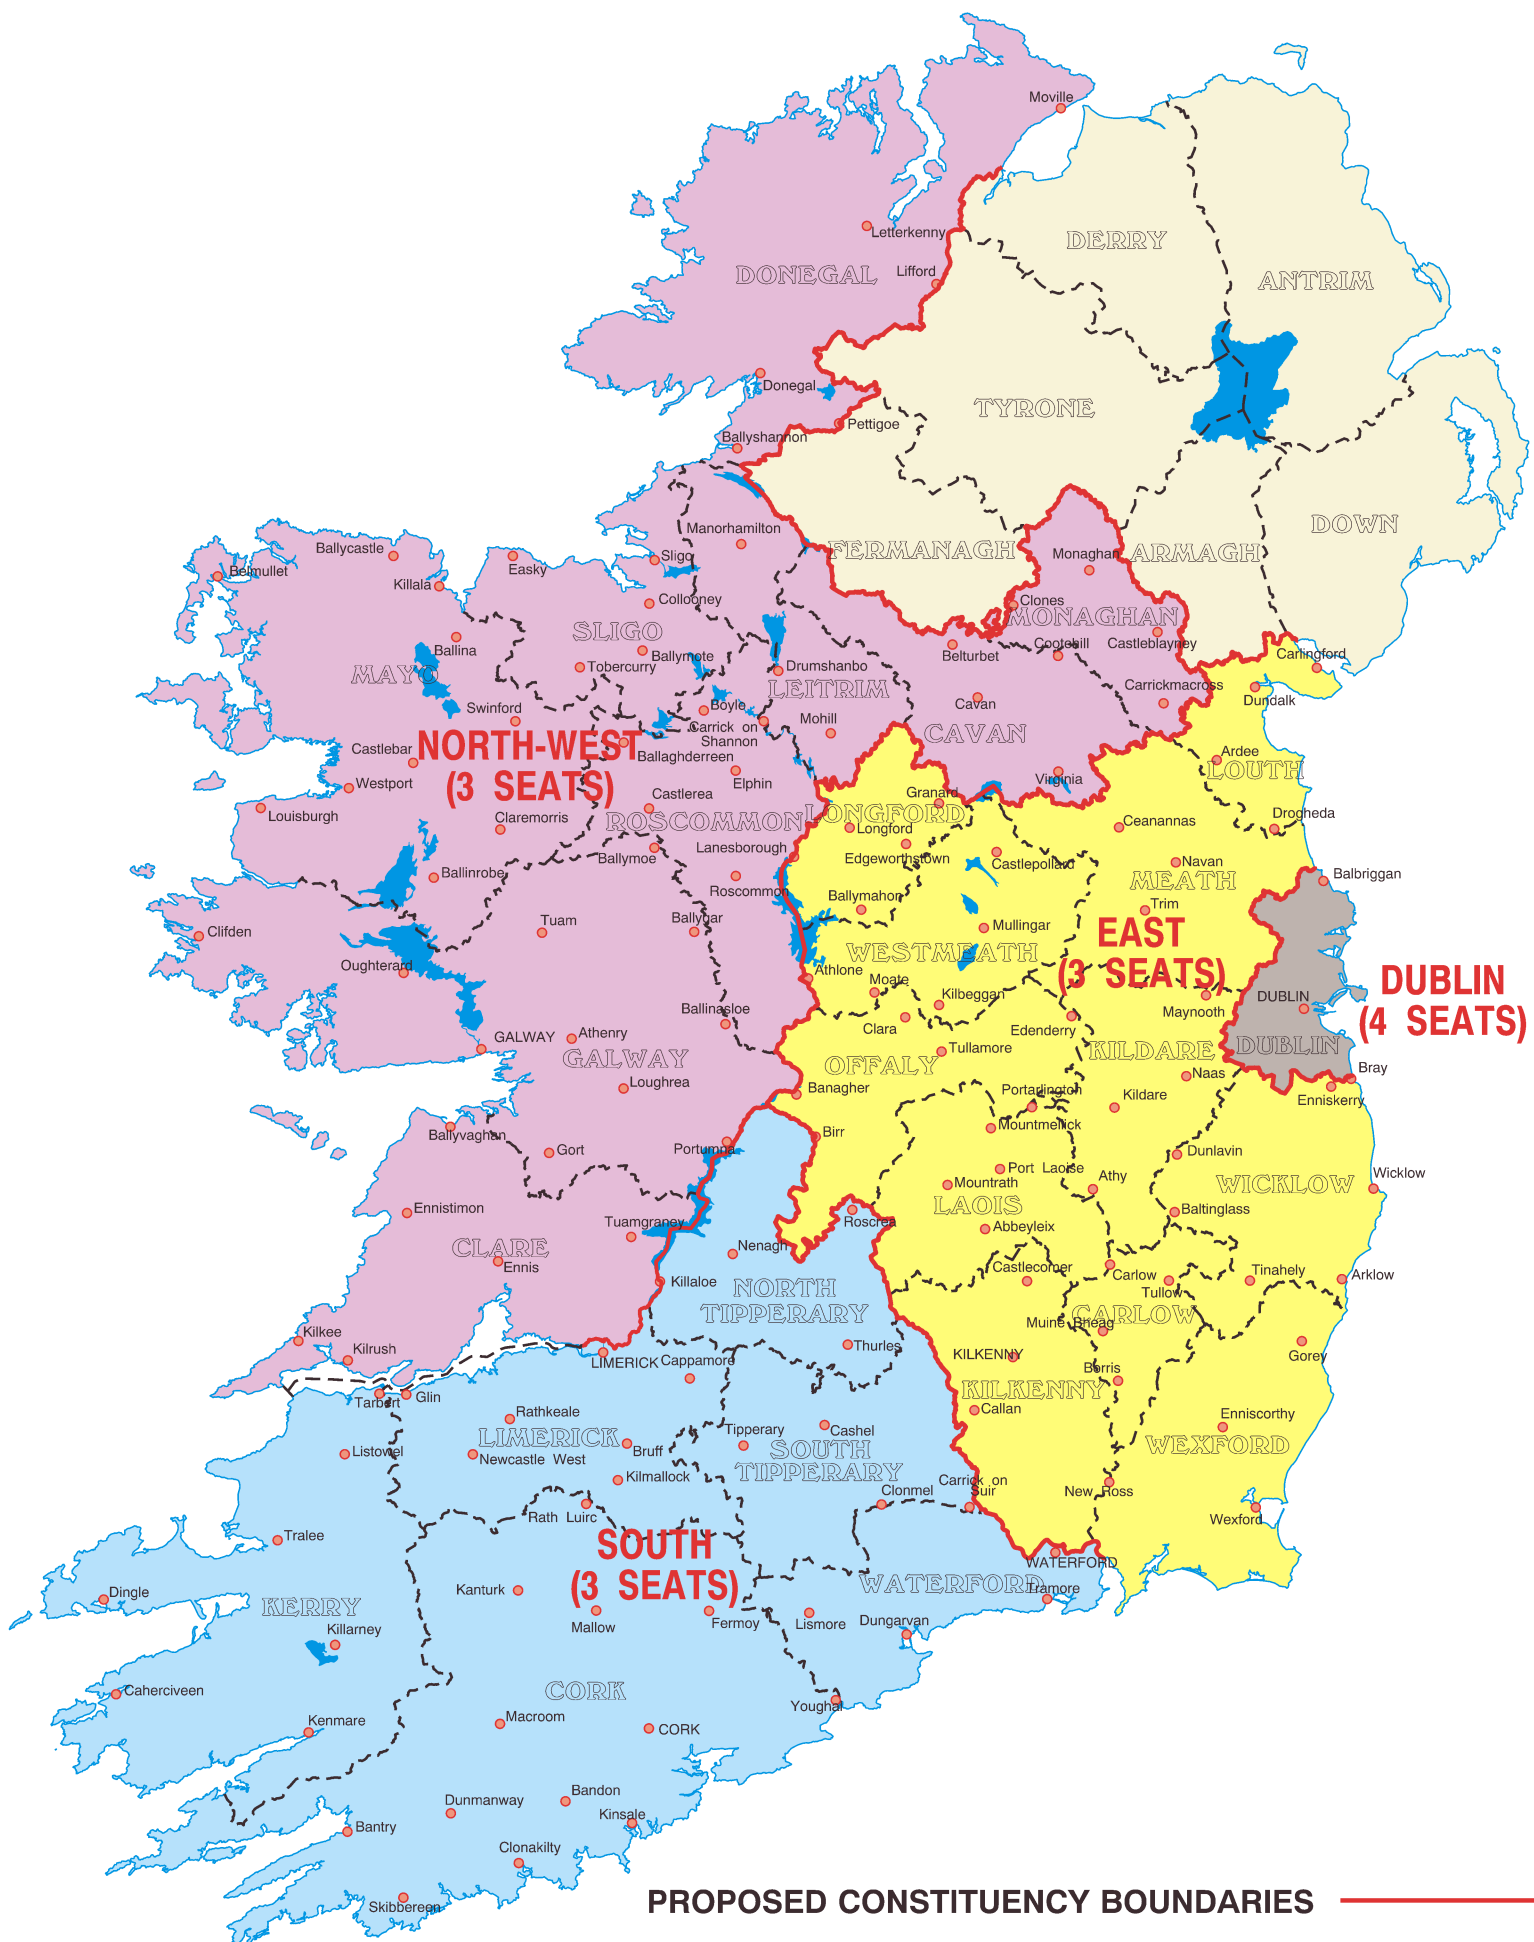 Moville
DERRY
Letterkenny
DONEGAL
Lifford
ANTRIM
Donegal
TYRONE
Pettigoe
Ballyshannon
DOWN
Manorhamilton
Ballycastle
Sligo
Easky
FERMANAGH
Monaghan
ARMAGH
Belmullet
Killala
Collooney
Clones
MONAGHAN
SLIGO
Ballina
Ballymote
Tobercurry
Drumshanbo
Belturbet
Cootehill
Castleblayney
Carlingford
MAYO
LEITRIM
Carrickmacross
Dundalk
Swinford
Boyle
Cavan
Mohill
Carrick on
Shannon
CAVAN
Castlebar
NORTH-WEST
(3 SEATS)
Ballaghderreen
Ardee
LOUTH
Westport
Elphin
Virginia
Louisburgh
Castlerea
Granard
Claremorris
ROSCOMMON
LONGFORD
Longford
Ceanannas
Drogheda
Ballymoe
Lanesborough
Edgeworthstown
Castlepollard
Navan
Ballinrobe
Roscommon
MEATH
Balbriggan
Ballymahon
Trim
Clifden
Tuam
Ballygar
Mullingar
EAST
(3 SEATS)
WESTMEATH
Oughterard
Athlone
Moate
DUBLIN
(4 SEATS)
Kilbeggan
Ballinasloe
Clara
Edenderry
Maynooth
DUBLIN
GALWAY
Athenry
Tullamore
KILDARE
DUBLIN
GALWAY
OFFALY
Loughrea
Banagher
Portarlington
Naas
Kildare
Bray
Enniskerry
Ballyvaghan
Birr
Mountmellick
Gort
Portumna
Dunlavin
Port Laoise
Athy
Wicklow
Mountrath
WICKLOW
Ennistimon
LAOIS
Baltinglass
Tuamgraney
Roscrea
Abbeyleix
CLARE
Ennis
Nenagh
Castlecomer
Carlow
Tinahely
Arklow
Killaloe
NORTH
TIPPERARY
Tullow
CARLOW
Muine Bheag
Kilkee
Kilrush
Thurles
KILKENNY
Gorey
LIMERICK
Cappamore
Borris
KILKENNY
Tarbert
Glin
Callan
Rathkeale
Enniscorthy
LIMERICK
Tipperary
Cashel
Listowel
Bruff
SOUTH
TIPPERARY
WEXFORD
Newcastle West
Kilmallock
Clonmel
Carrick on
Suir
New Ross
Rath Luirc
Wexford
Tralee
SOUTH
(3 SEATS)
WATERFORD
Dingle
Kanturk
WATERFORD
Tramore
KERRY
Killarney
Mallow
Fermoy
Lismore
Dungarvan
Caherciveen
CORK
Youghal
Kenmare
Macroom
CORK
Dunmanway
Bandon
Bantry
Kinsale
Clonakilty
Skibbereen
PROPOSED CONSTITUENCY BOUNDARIES